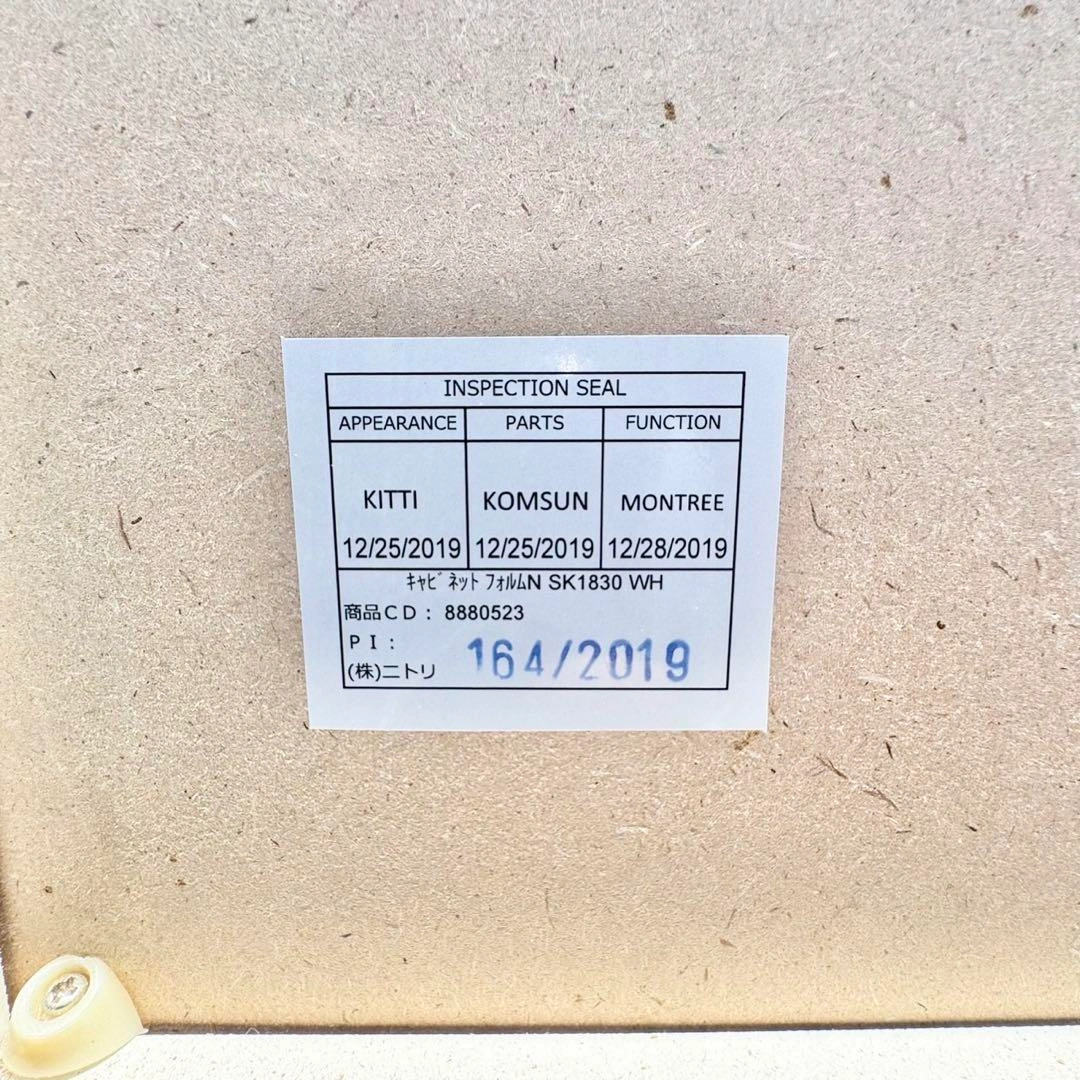 INSPECTION SEAL
APPEARANCE PARTS FUNCTION
KITTI KOMSUN MONTREE
12/25/2019 12/25/2019 12/28/2019
ｷｬﾋﾞﾈｯﾄ ﾌｫﾙﾑN SK1830 WH
商品ＣＤ： 8880523
ＰＩ： 164/2019
(株)ニトリ